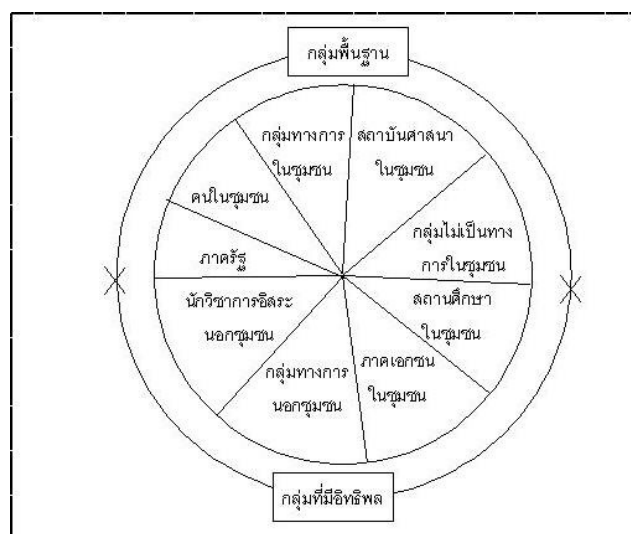 กลุ่มพื้นฐาน
กลุ่มทางการ
ในชุมชน
สถาบันศาสนา
ในชุมชน
คนในชุมชน
กลุ่มไม่เป็นทาง
การในชุมชน
ภาครัฐ
สถานศึกษา
ในชุมชน
นักวิชาการอิสระ
นอกชุมชน
ภาคเอกชน
ในชุมชน
กลุ่มทางการ
นอกชุมชน
กลุ่มที่มีอิทธิพล